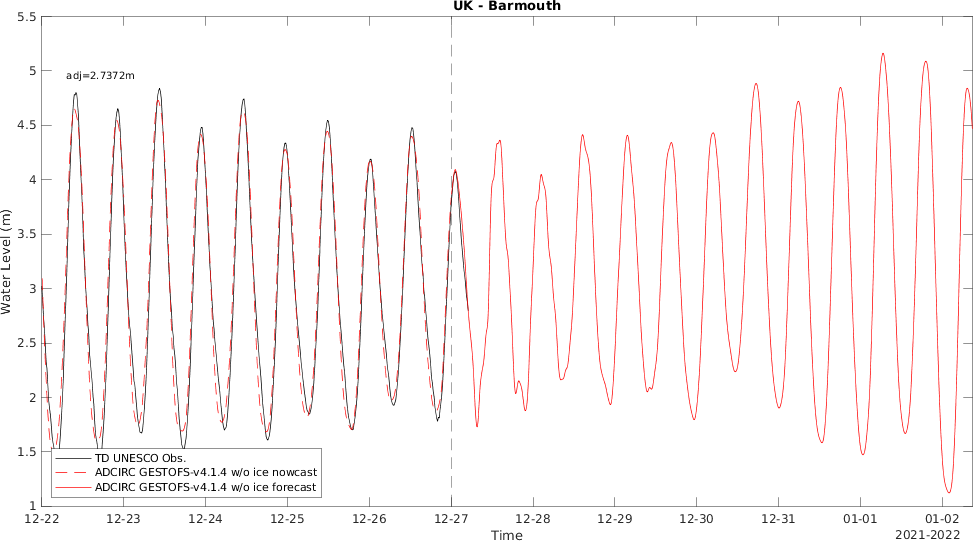 UK - Barmouth
adj=2.7372m
5.5
5
4.5
4
3.5
3
2.5
2
1.5
1
Water Level (m)
TD UNESCO Obs.
ADCIRC GESTOFS-v4.1.4 w/o ice nowcast
ADCIRC GESTOFS-v4.1.4 w/o ice forecast
12-22 12-23 12-24 12-25 12-26 12-27 12-28 12-29 12-30 12-31 01-01 01-02
Time
2021-2022